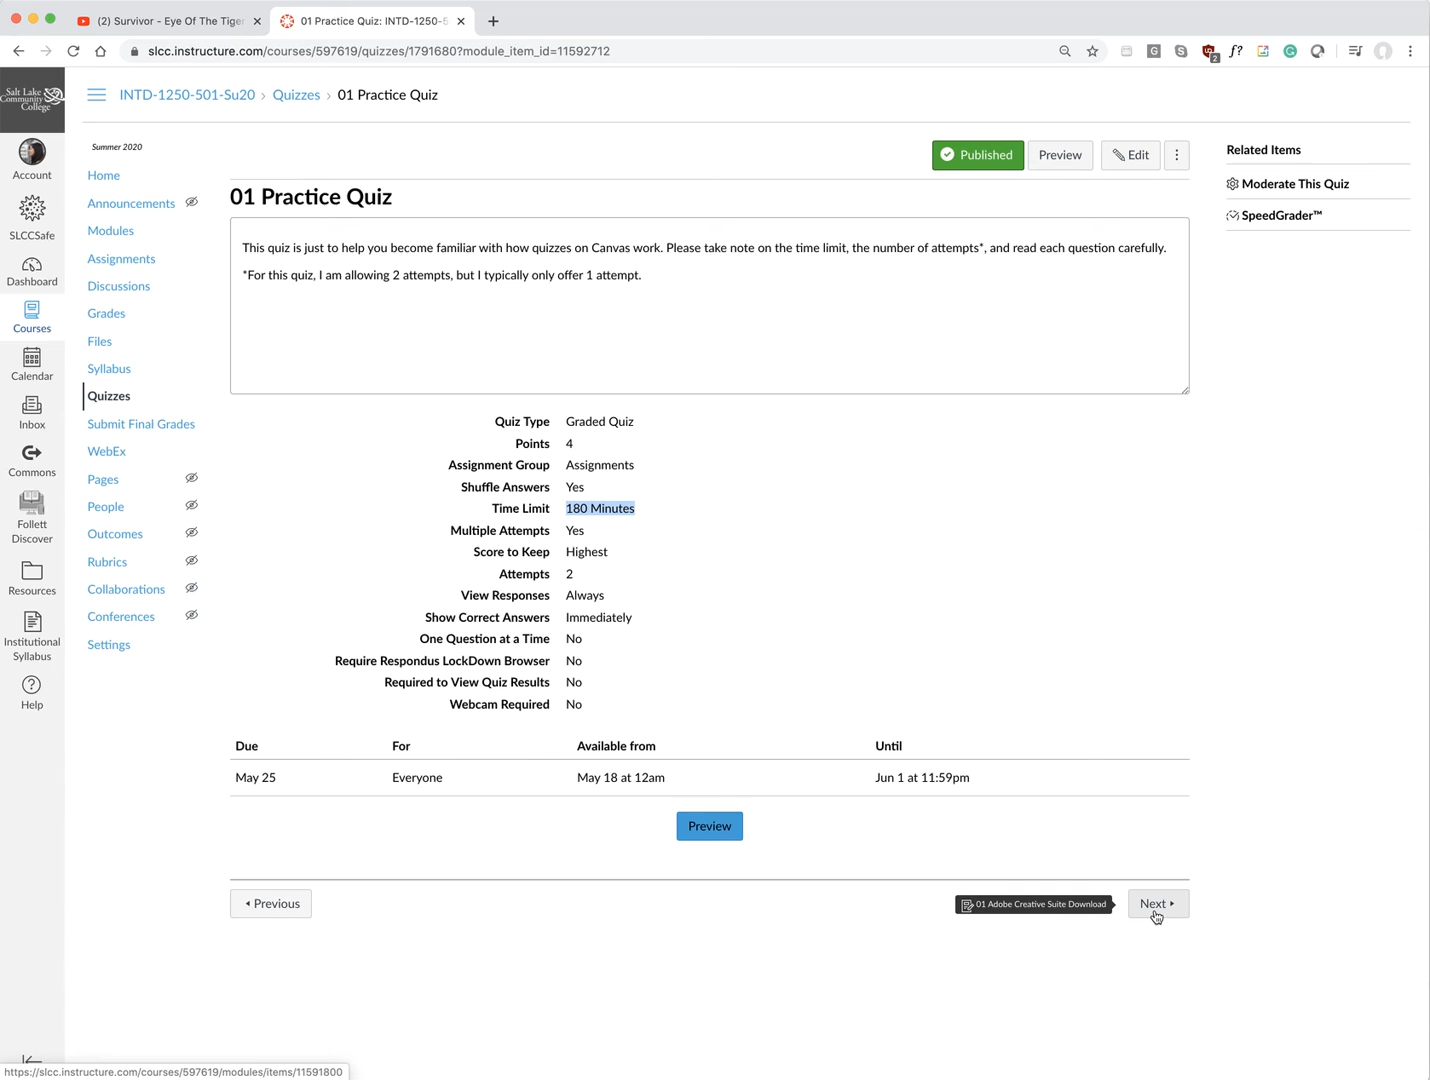 (2) Survivor - Eye Of The Tiger
01 Practice Quiz: INTD-1250-5
slcc.instructure.com/courses/597619/quizzes/1791680?module_item_id=11592712
G
S
2
f?
Salt Lake
Community
College
INTD-1250-501-Su20 › Quizzes › 01 Practice Quiz
Summer 2020
Account
SLCCSafe
Dashboard
Courses
Calendar
Inbox
Commons
Follett
Discover
Resources
Institutional
Syllabus
Help
Home
Announcements
Modules
Assignments
Discussions
Grades
Files
Syllabus
Quizzes
Submit Final Grades
WebEx
Pages
People
Outcomes
Rubrics
Collaborations
Conferences
Settings
Published
Preview
Edit
01 Practice Quiz
This quiz is just to help you become familiar with how quizzes on Canvas work. Please take note on the time limit, the number of attempts*, and read each question carefully.
*For this quiz, I am allowing 2 attempts, but I typically only offer 1 attempt.
Quiz Type Graded Quiz
Points 4
Assignment Group Assignments
Shuffle Answers Yes
Time Limit 180 Minutes
Multiple Attempts Yes
Score to Keep Highest
Attempts 2
View Responses Always
Show Correct Answers Immediately
One Question at a Time No
Require Respondus LockDown Browser No
Required to View Quiz Results No
Webcam Required No
Due For Available from Until
May 25 Everyone May 18 at 12am Jun 1 at 11:59pm
Preview
Previous
01 Adobe Creative Suite Download
Next
Related Items
Moderate This Quiz
SpeedGrader™
https://slcc.instructure.com/courses/597619/modules/items/11591800